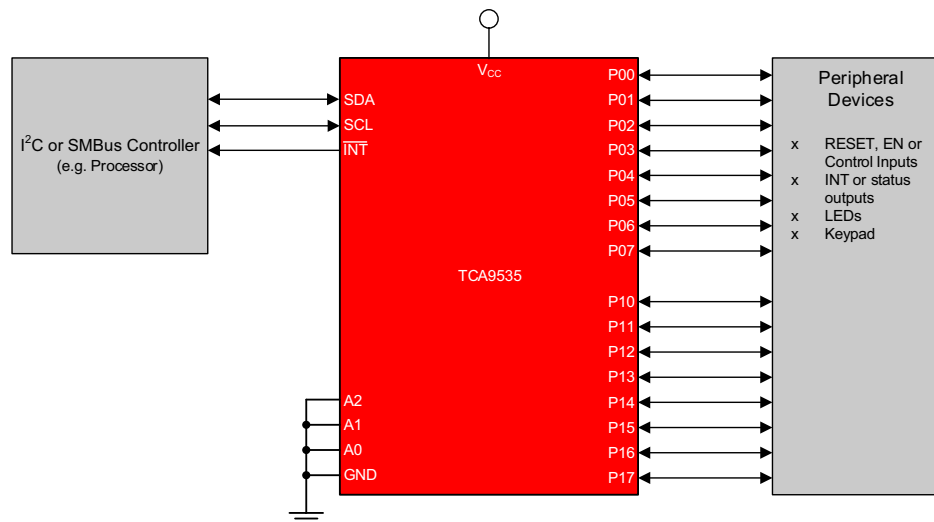 I²C or SMBus Controller
(e.g. Processor)
VCC
SDA
SCL
INT
TCA9535
A2
A1
A0
GND
P00
P01
P02
P03
P04
P05
P06
P07
P10
P11
P12
P13
P14
P15
P16
P17
Peripheral
Devices
x RESET, EN or
Control Inputs
x INT or status
outputs
x LEDs
x Keypad